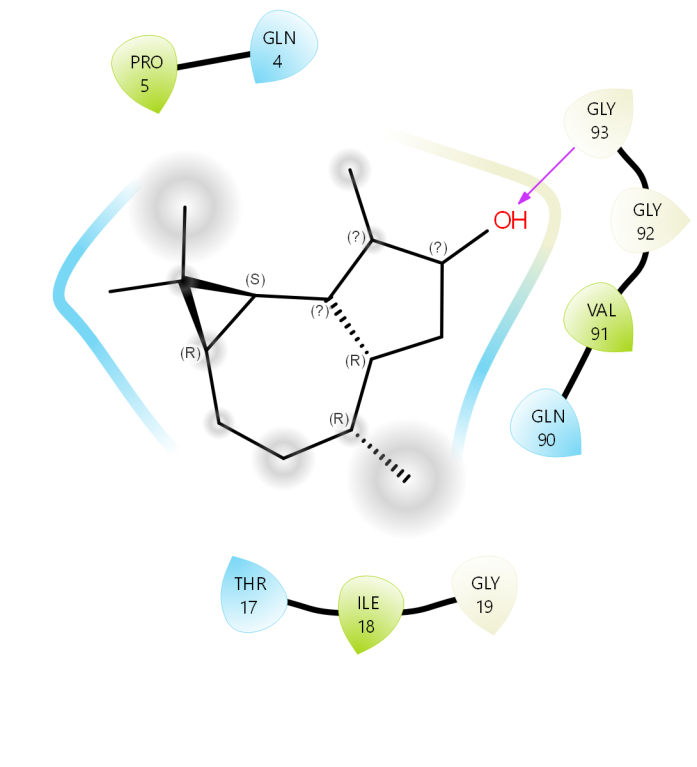 GLN
4
PRO
5
GLY
93
OH
GLY
92
(?)
(?)
(S)
(?)
VAL
91
(R)
(R)
(R)
GLN
90
THR
17
ILE
18
GLY
19